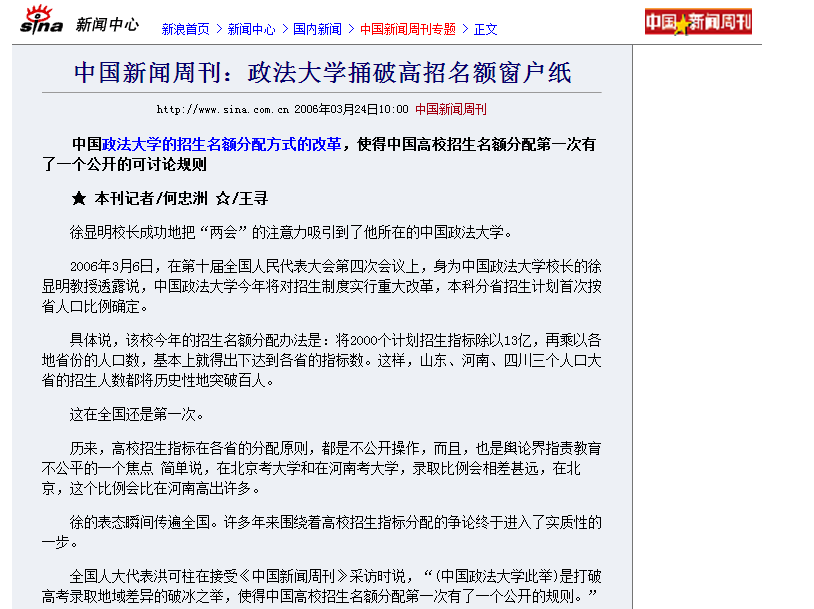 sina 新闻中心
新浪首页 > 新闻中心 > 国内新闻 > 中国新闻周刊专题 > 正文
中国新闻周刊
中国新闻周刊：政法大学捅破高招名额窗户纸
http://www.sina.com.cn 2006年03月24日10:00 中国新闻周刊
中国政法大学的招生名额分配方式的改革，使得中国高校招生名额分配第一次有
了一个公开的可讨论规则
★ 本刊记者/何忠洲 ☆/王寻
徐显明校长成功地把“两会”的注意力吸引到了他所在的中国政法大学。
2006年3月6日，在第十届全国人民代表大会第四次会议上，身为中国政法大学校长的徐
显明教授透露说，中国政法大学今年将对招生制度实行重大改革，本科分省招生计划首次按
省人口比例确定。
具体说，该校今年的招生名额分配办法是：将2000个计划招生指标除以13亿，再乘以各
地省份的人口数，基本上就得出下达到各省的指标数。这样，山东、河南、四川三个人口大
省的招生人数都将历史性地突破百人。
这在全国还是第一次。
历来，高校招生指标在各省的分配原则，都是不公开操作，而且，也是舆论界指责教育
不公平的一个焦点 简单说，在北京考大学和在河南考大学，录取比例会相差甚远，在北
京，这个比例会比在河南高出许多。
徐的表态瞬间传遍全国。许多年来围绕着高校招生指标分配的争论终于进入了实质性的
一步。
全国人大代表洪可柱在接受《中国新闻周刊》采访时说，“(中国政法大学此举)是打破
高考录取地域差异的破冰之举，使得中国高校招生名额分配第一次有了一个公开的规则。”